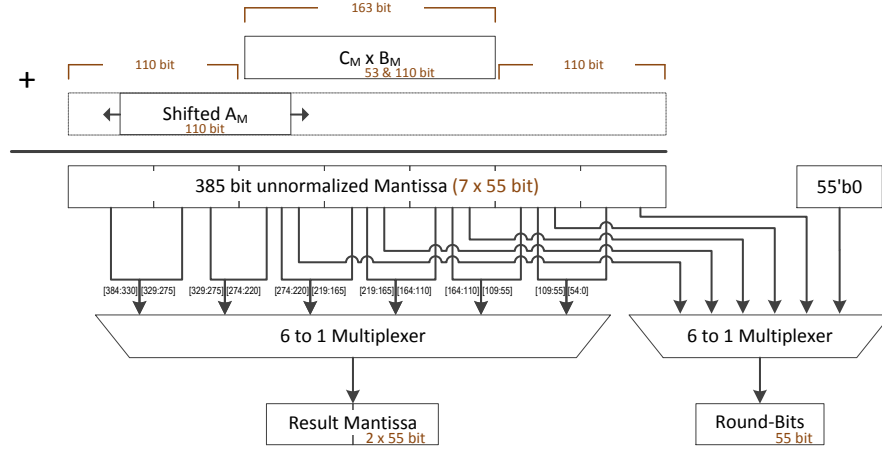 163 bit
110 bit
C_M x B_M
53 & 110 bit
110 bit
+
Shifted A_M
110 bit
385 bit unnormalized Mantissa (7 x 55 bit)
55'b0
[384:330] [329:275] [329:275] [274:220] [274:220] [219:165] [219:165] [164:110] [164:110] [109:55] [109:55] [54:0]
6 to 1 Multiplexer
6 to 1 Multiplexer
Result Mantissa
2 x 55 bit
Round-Bits
55 bit